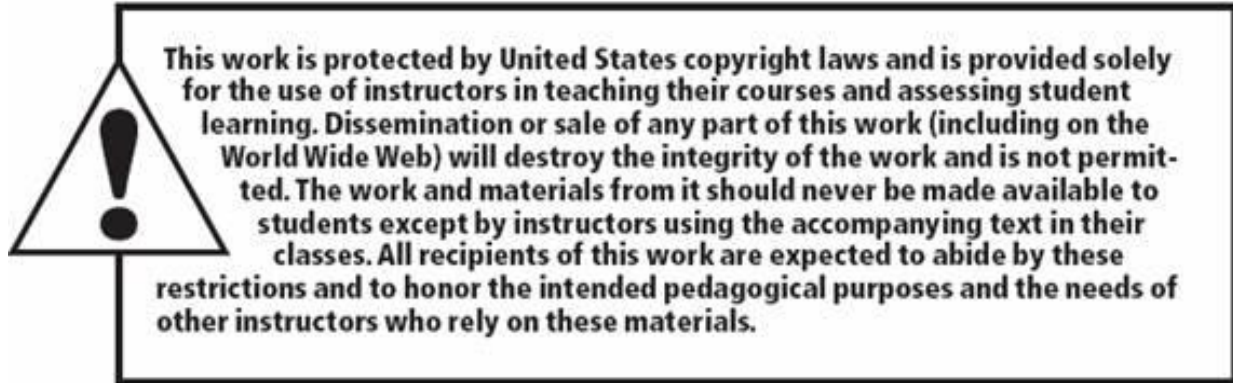 This work is protected by United States copyright laws and is provided solely
for the use of instructors in teaching their courses and assessing student
learning. Dissemination or sale of any part of this work (including on the
World Wide Web) will destroy the integrity of the work and is not permit-
ted. The work and materials from it should never be made available to
students except by instructors using the accompanying text in their
classes. All recipients of this work are expected to abide by these
restrictions and to honor the intended pedagogical purposes and the needs of
other instructors who rely on these materials.